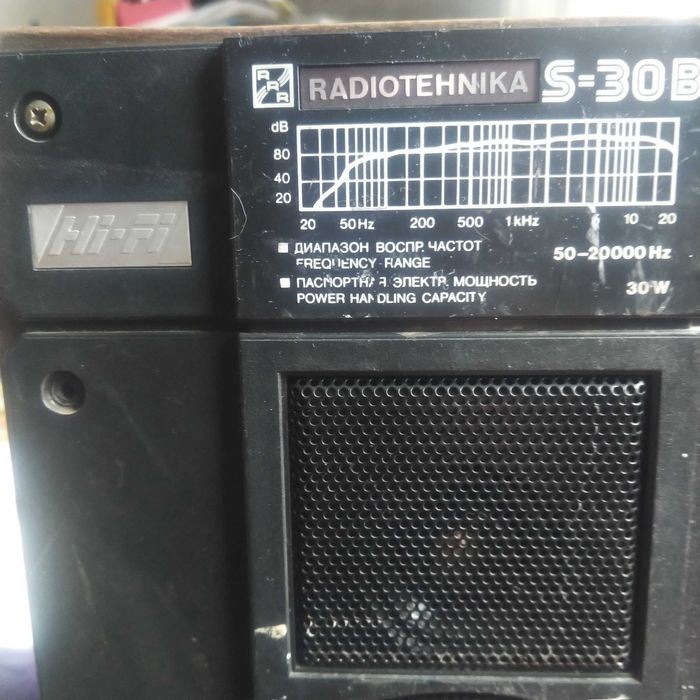 RRR RADIOTEHNIKA S-30B
dB
80
40
20
20 50Hz 200 500 1kHz 5 10 20
Hi-Fi
ДИАПАЗОН ВОСПР. ЧАСТОТ
FREQUENCY RANGE
50-20000 Hz
ПАСПОРТНАЯ ЭЛЕКТР. МОЩНОСТЬ
POWER HANDLING CAPACITY
30 W